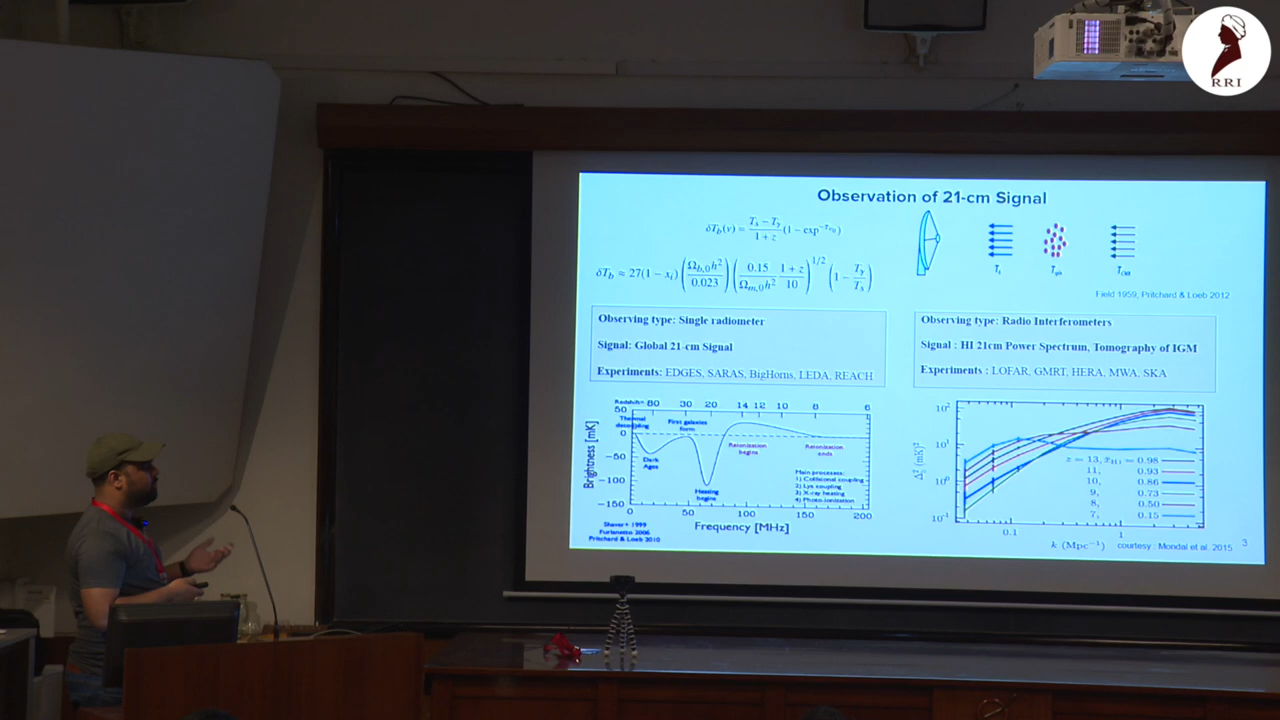 RRI
Observation of 21-cm Signal
δT_b(ν) = (T_s − T_γ)/(1 + z) (1 − exp^{−τ_{ν0}})
δT_b ≈ 27(1 − x_i) (Ω_{b,0}h²/0.023) (0.15/Ω_{m,0}h² 1 + z/10)^{1/2} (1 − T_γ/T_s)
Field 1959, Pritchard & Loeb 2012
Observing type: Single radiometer
Signal: Global 21-cm Signal
Experiments: EDGES, SARAS, BigHorns, LEDA, REACH
Observing type: Radio Interferometers
Signal : HI 21cm Power Spectrum, Tomography of IGM
Experiments : LOFAR, GMRT, HERA, MWA, SKA
Redshift= 80 30 20 14 12 10 8 6
50
0
−50
−100
−150
Brightness [mK]
Thermal
decoupling
First galaxies
form
Dark
Ages
Heating
begins
Reionization
begins
Reionization
ends
Main processes:
1) Collisional coupling
2) Lyα coupling
3) X-ray heating
4) Photo-ionization
0 50 100 150 200
Frequency [MHz]
Shaver+ 1999
Furlanetto 2006
Pritchard & Loeb 2010
10²
10¹
10⁰
10⁻¹
z = 13, x̄_HI = 0.98
11, 0.93
10, 0.86
9, 0.73
8, 0.50
7, 0.15
0.1 1
k (Mpc⁻¹)
courtesy : Mondal et al. 2015
3